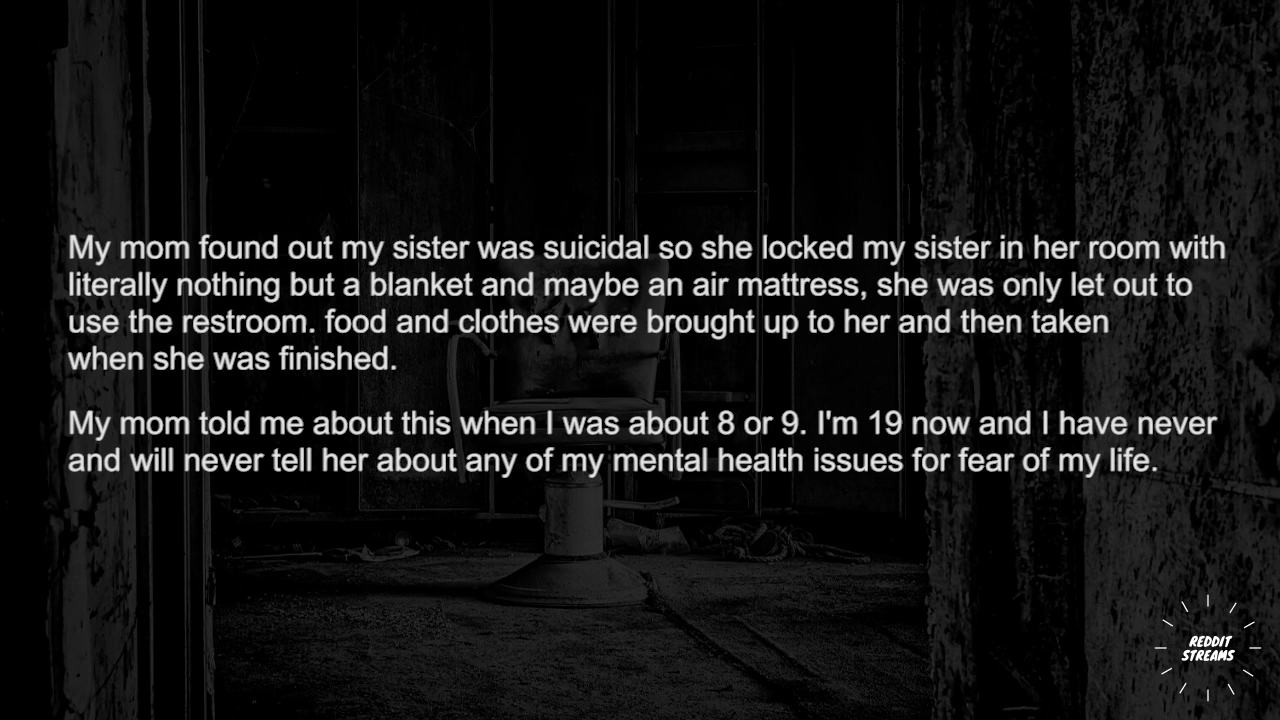 My mom found out my sister was suicidal so she locked my sister in her room with
literally nothing but a blanket and maybe an air mattress, she was only let out to
use the restroom. food and clothes were brought up to her and then taken
when she was finished.
My mom told me about this when I was about 8 or 9. I'm 19 now and I have never
and will never tell her about any of my mental health issues for fear of my life.
REDDIT
STREAMS